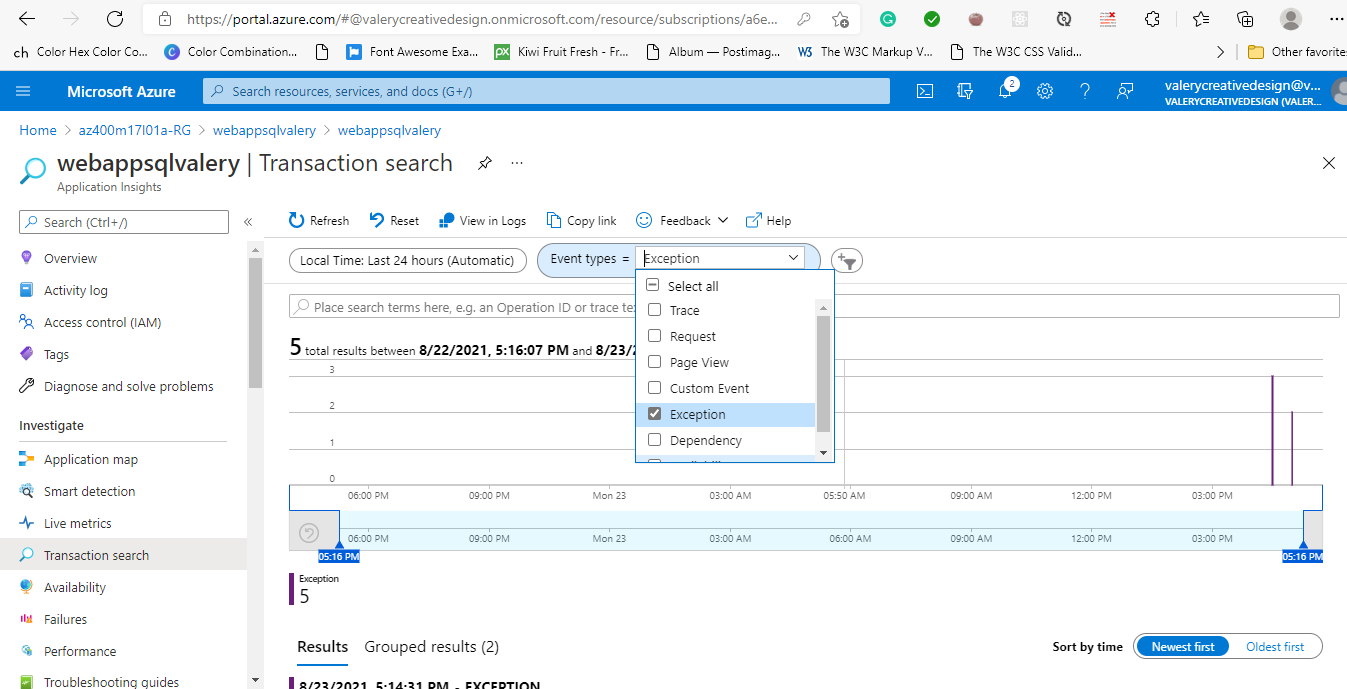 https://portal.azure.com/#@valerycreativedesign.onmicrosoft.com/resource/subscriptions/a6e...
ch Color Hex Color Co...
C Color Combination...
Font Awesome Exa...
px Kiwi Fruit Fresh - Fr...
Album — Postimag...
W3 The W3C Markup V...
The W3C CSS Valid...
Other favorites
Microsoft Azure
Search resources, services, and docs (G+/)
2
valerycreativedesign@v...
VALERYCREATIVEDESIGN (VALER...
Home > az400m17l01a-RG > webappsqlvalery > webappsqlvalery
webappsqlvalery | Transaction search
Application Insights
Search (Ctrl+/)
Overview
Activity log
Access control (IAM)
Tags
Diagnose and solve problems
Investigate
Application map
Smart detection
Live metrics
Transaction search
Availability
Failures
Performance
Troubleshooting guides
Refresh
Reset
View in Logs
Copy link
Feedback
Help
Local Time: Last 24 hours (Automatic)
Event types = Exception
Select all
Trace
Request
Page View
Custom Event
Exception
Dependency
Place search terms here, e.g. an Operation ID or trace te
5 total results between 8/22/2021, 5:16:07 PM and 8/23/2
3
2
1
0
06:00 PM 09:00 PM Mon 23 03:00 AM 05:50 AM 09:00 AM 12:00 PM 03:00 PM
06:00 PM 09:00 PM Mon 23 03:00 AM 06:00 AM 09:00 AM 12:00 PM 03:00 PM
05:16 PM 05:16 PM
Exception
5
Results Grouped results (2)
Sort by time Newest first Oldest first
8/23/2021, 5:14:31 PM - EXCEPTION